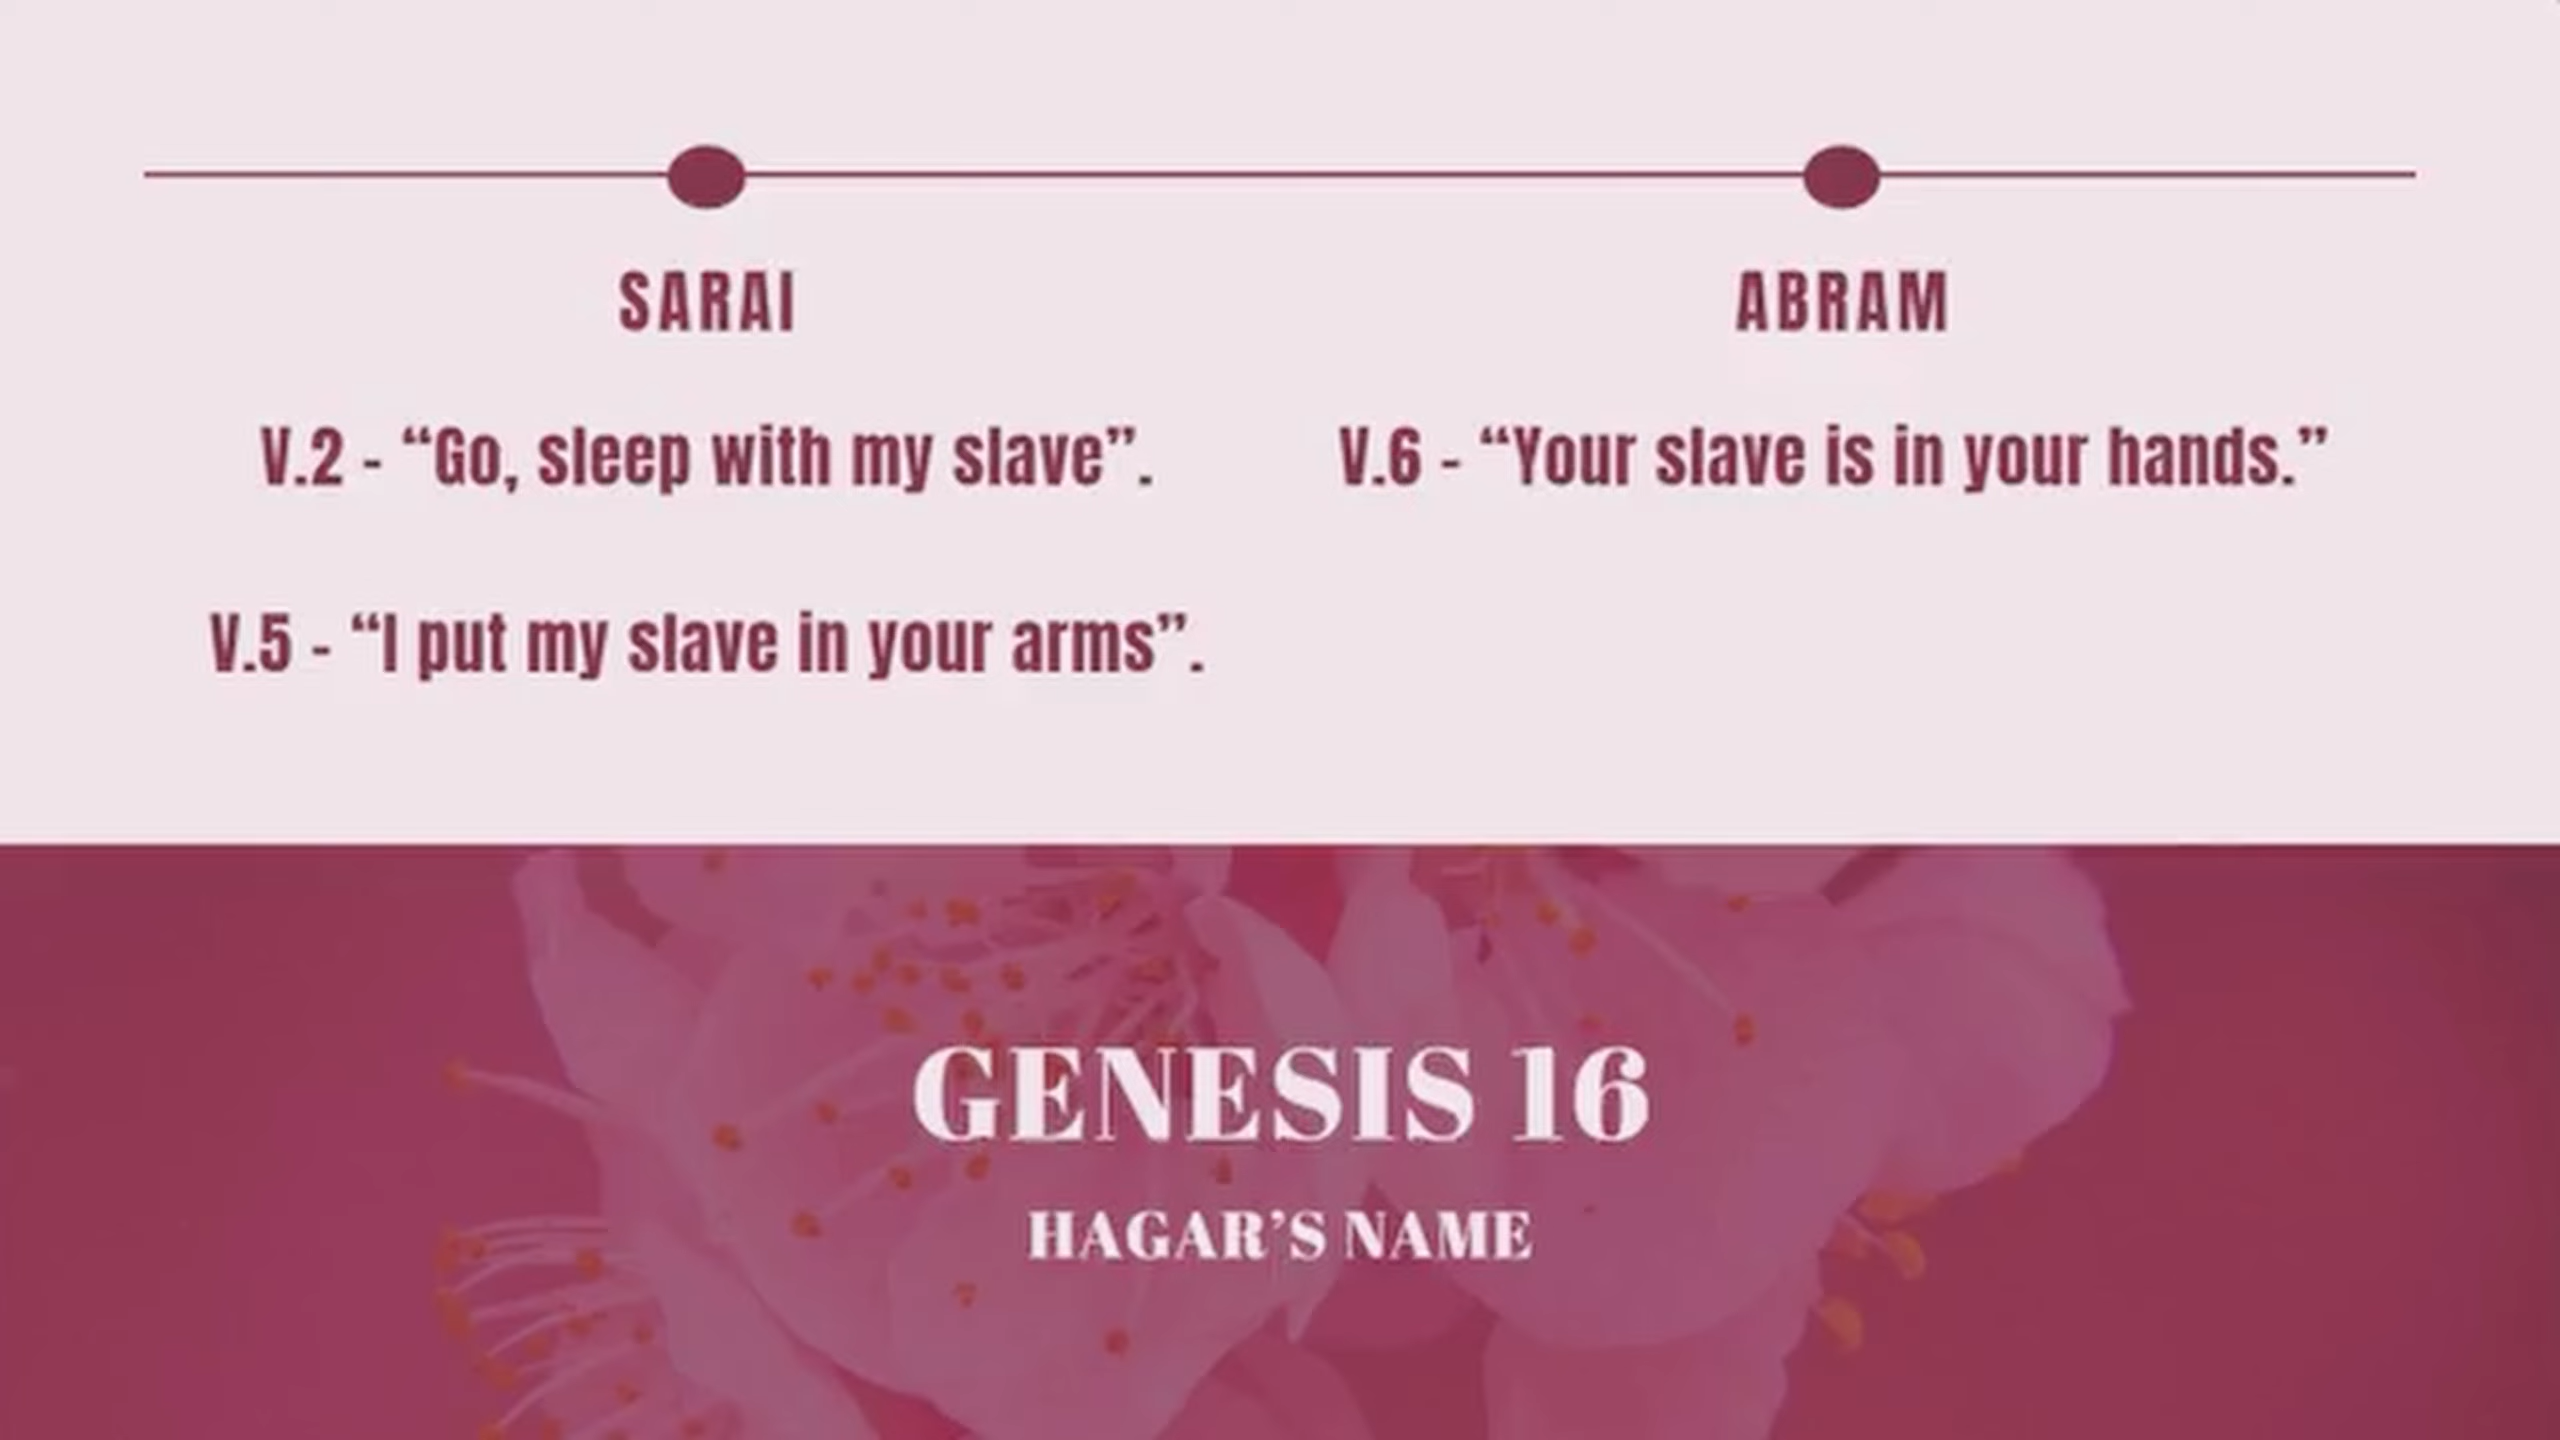 SARAI
V.2 - “Go, sleep with my slave”.
V.5 - “I put my slave in your arms”.
ABRAM
V.6 - “Your slave is in your hands.”
GENESIS 16
HAGAR’S NAME